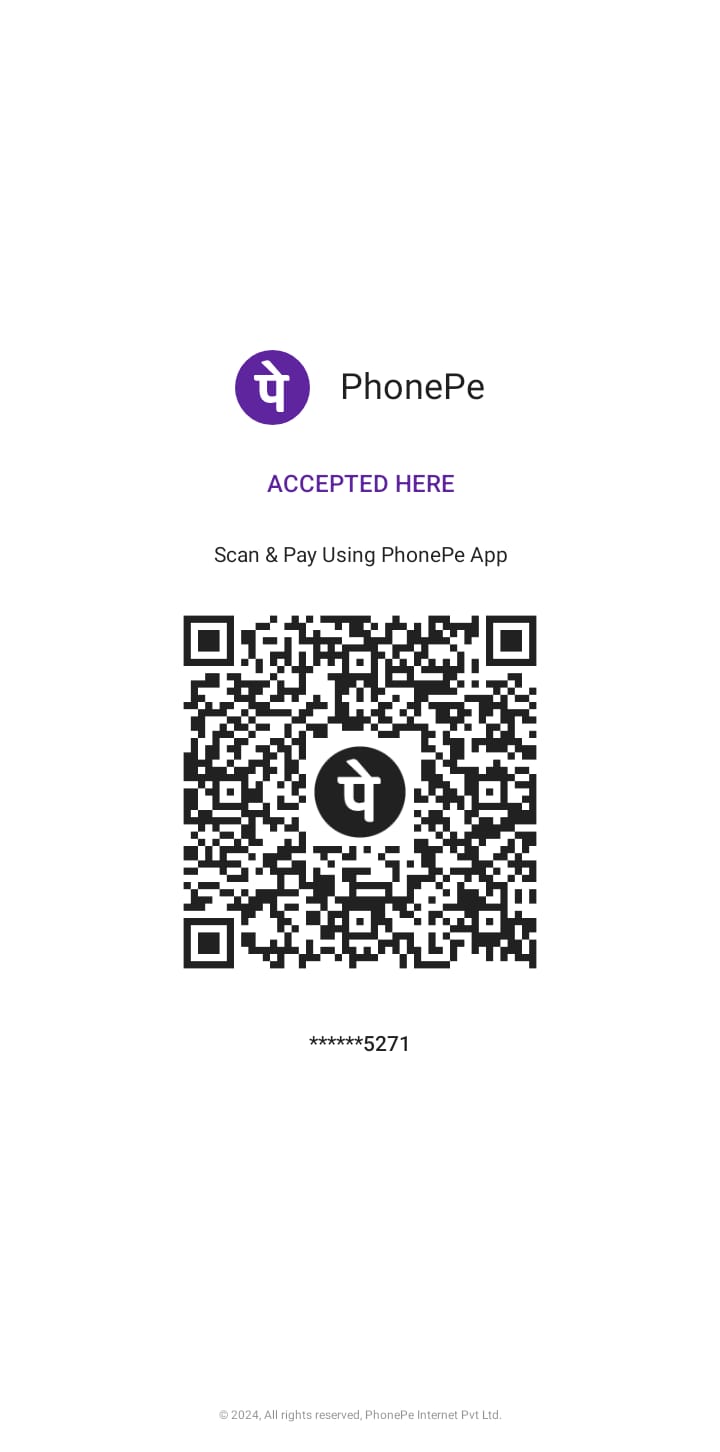 पे PhonePe
ACCEPTED HERE
Scan & Pay Using PhonePe App
पे
******5271
© 2024, All rights reserved, PhonePe Internet Pvt Ltd.